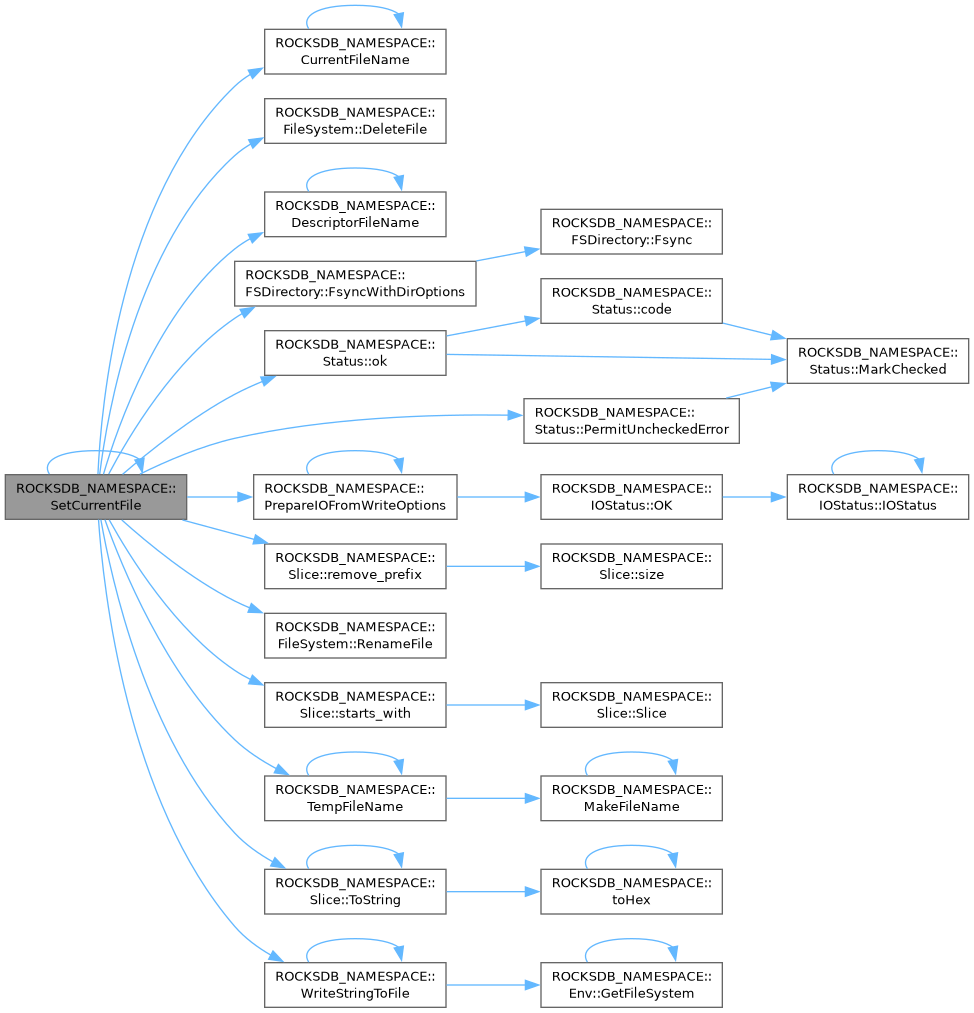 ROCKSDB_NAMESPACE::
CurrentFileName
ROCKSDB_NAMESPACE::
FileSystem::DeleteFile
ROCKSDB_NAMESPACE::
DescriptorFileName
ROCKSDB_NAMESPACE::
FSDirectory::Fsync
ROCKSDB_NAMESPACE::
FSDirectory::FsyncWithDirOptions
ROCKSDB_NAMESPACE::
Status::code
ROCKSDB_NAMESPACE::
Status::ok
ROCKSDB_NAMESPACE::
Status::MarkChecked
ROCKSDB_NAMESPACE::
Status::PermitUncheckedError
ROCKSDB_NAMESPACE::
SetCurrentFile
ROCKSDB_NAMESPACE::
PrepareIOFromWriteOptions
ROCKSDB_NAMESPACE::
IOStatus::OK
ROCKSDB_NAMESPACE::
IOStatus::IOStatus
ROCKSDB_NAMESPACE::
Slice::remove_prefix
ROCKSDB_NAMESPACE::
Slice::size
ROCKSDB_NAMESPACE::
FileSystem::RenameFile
ROCKSDB_NAMESPACE::
Slice::starts_with
ROCKSDB_NAMESPACE::
Slice::Slice
ROCKSDB_NAMESPACE::
TempFileName
ROCKSDB_NAMESPACE::
MakeFileName
ROCKSDB_NAMESPACE::
Slice::ToString
ROCKSDB_NAMESPACE::
toHex
ROCKSDB_NAMESPACE::
WriteStringToFile
ROCKSDB_NAMESPACE::
Env::GetFileSystem